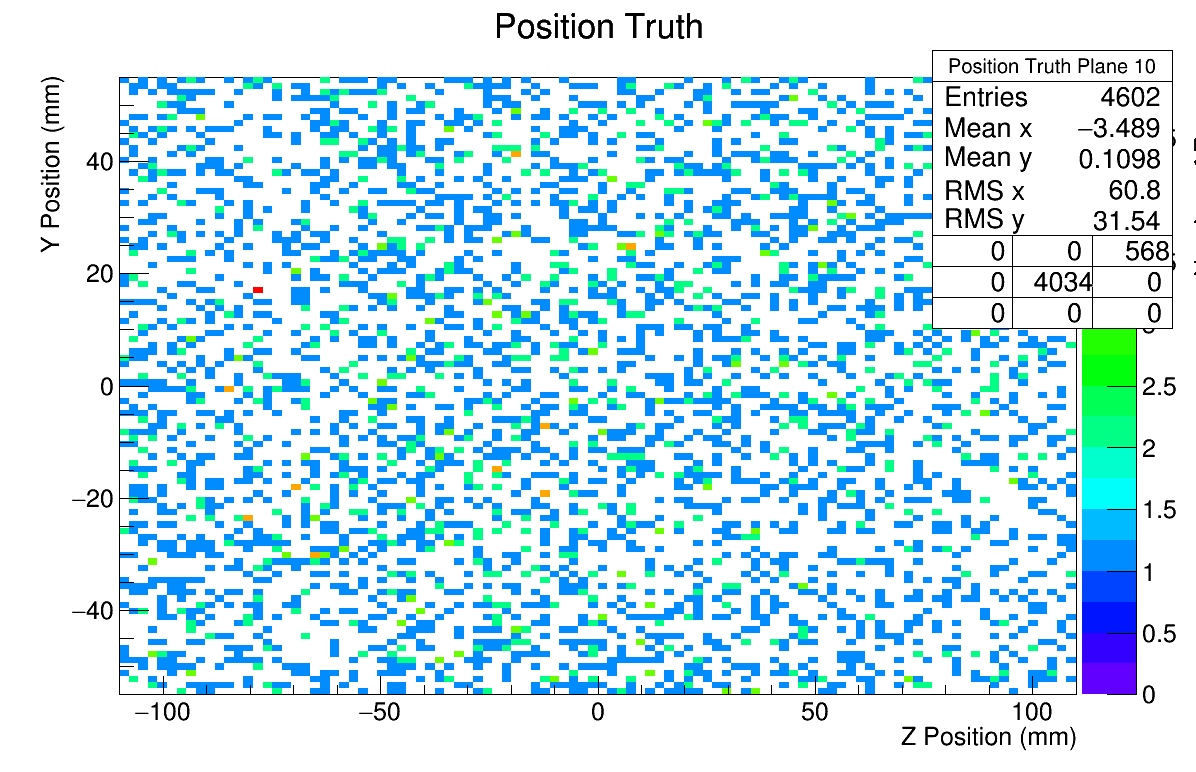 Position Truth
Position Truth Plane 10
Entries 4602
Mean x −3.489
Mean y 0.1098
RMS x 60.8
RMS y 31.54
0 0 568
0 4034 0
0 0 0
Y Position (mm)
40
20
0
−20
−40
2.5
2
1.5
1
0.5
0
−100 −50 0 50 100
Z Position (mm)